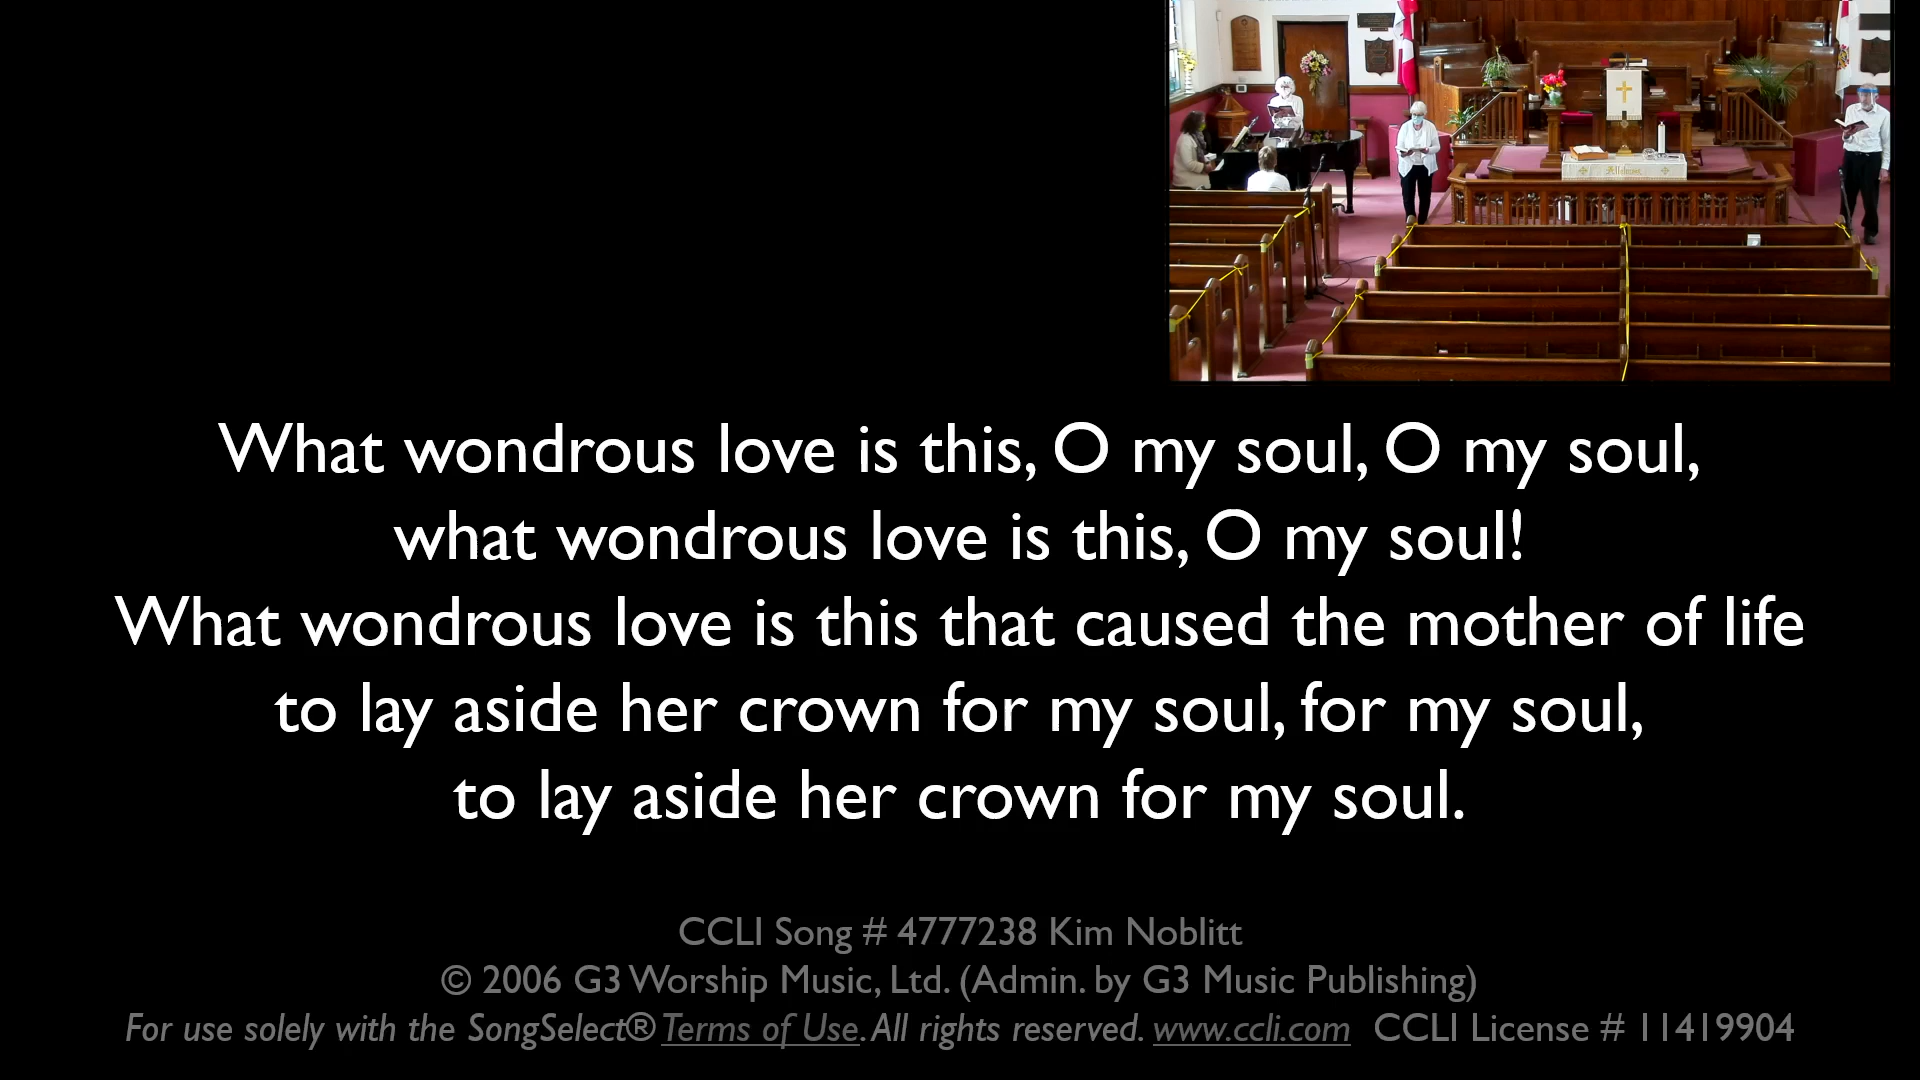 What wondrous love is this, O my soul, O my soul,
what wondrous love is this, O my soul!
What wondrous love is this that caused the mother of life
to lay aside her crown for my soul, for my soul,
to lay aside her crown for my soul.
CCLI Song # 4777238 Kim Noblitt
© 2006 G3 Worship Music, Ltd. (Admin. by G3 Music Publishing)
For use solely with the SongSelect® Terms of Use. All rights reserved. www.ccli.com CCLI License # 11419904